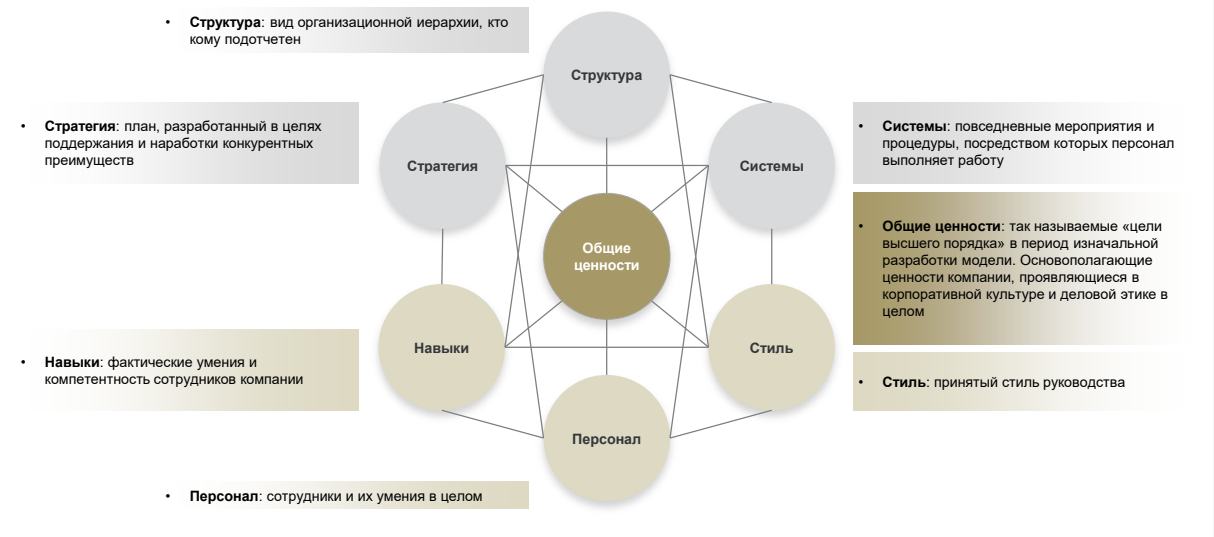 • Структура: вид организационной иерархии, кто
кому подотчетен
Структура
• Стратегия: план, разработанный в целях
поддержания и наработки конкурентных
преимуществ
Стратегия
Системы
• Системы: повседневные мероприятия и
процедуры, посредством которых персонал
выполняет работу
Общие
ценности
• Общие ценности: так называемые «цели
высшего порядка» в период изначальной
разработки модели. Основополагающие
ценности компании, проявляющиеся в
корпоративной культуре и деловой этике в
целом
• Навыки: фактические умения и
компетентность сотрудников компании
Навыки
Стиль
• Стиль: принятый стиль руководства
Персонал
• Персонал: сотрудники и их умения в целом